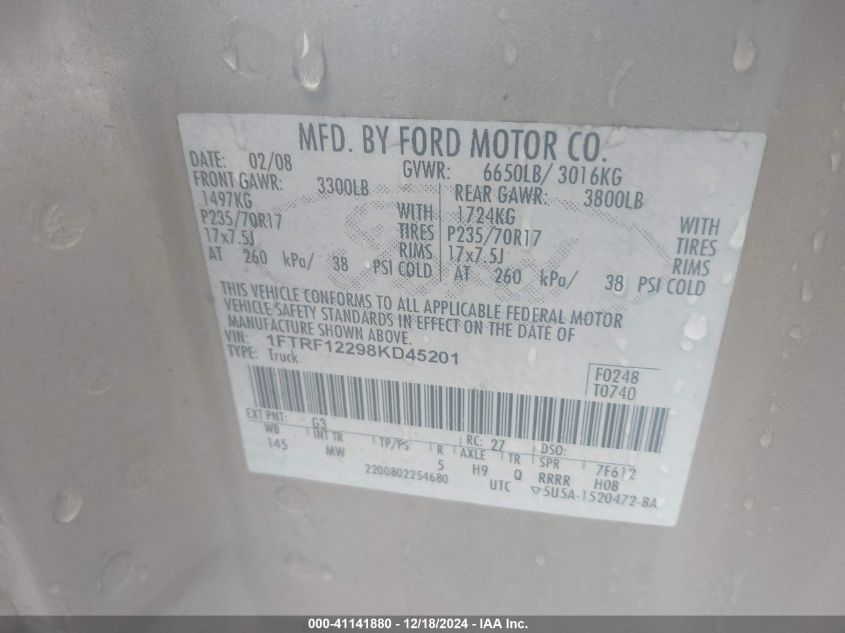 MFD. BY FORD MOTOR CO.
DATE: 02/08 GVWR: 6650LB/ 3016KG
FRONT GAWR: 3300LB REAR GAWR: 3800LB
1497KG WITH 1724KG WITH
P235/70R17 TIRES P235/70R17 TIRES
17x7.5J RIMS 17x7.5J RIMS
AT 260 kPa/ 38 PSI COLD AT 260 kPa/ 38 PSI COLD
THIS VEHICLE CONFORMS TO ALL APPLICABLE FEDERAL MOTOR
VEHICLE SAFETY STANDARDS IN EFFECT ON THE DATE OF
MANUFACTURE SHOWN ABOVE.
VIN: 1FTRF12298KD45201
TYPE: Truck
F0248
T0740
EXT PNT: G3 RC: 27 DSO:
WB INT TR TP/PS R AXLE TR SPR 7F612
145 MW 5 H9 Q RRRR H0B
2200802254680 UTC ▽5U5A-1520472-BA
000-41141880 - 12/18/2024 - IAA Inc.